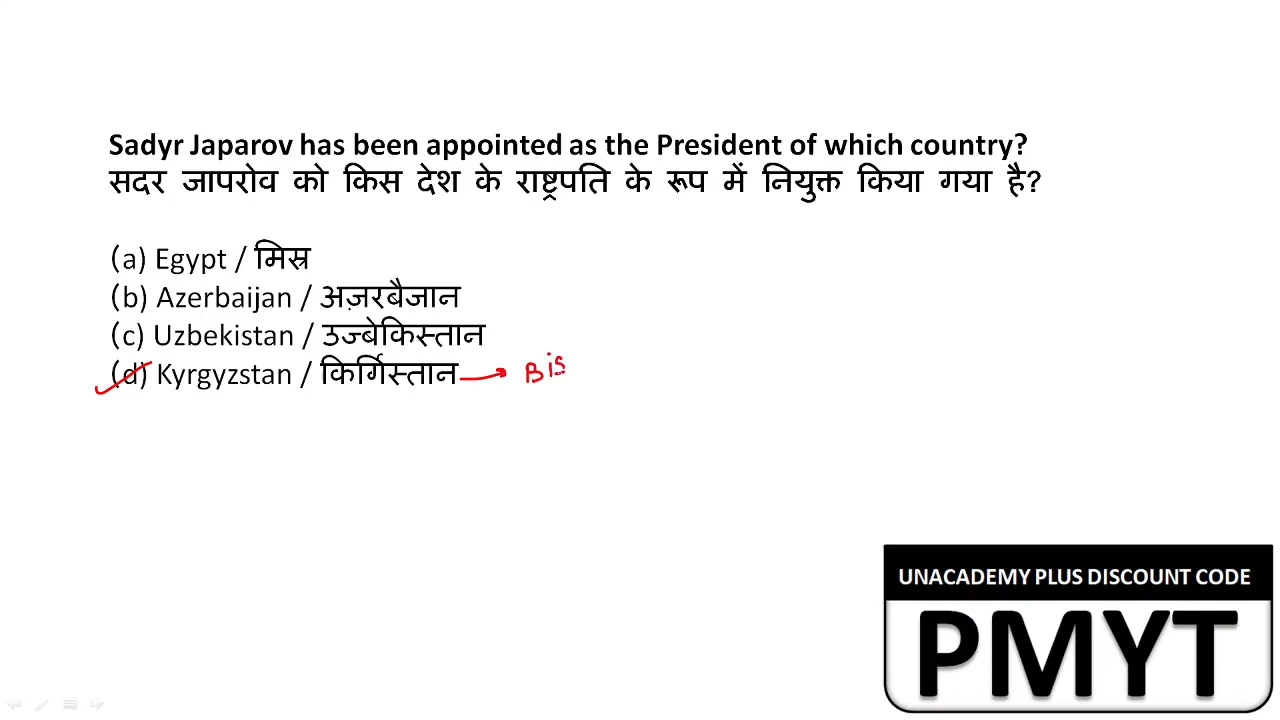 Sadyr Japarov has been appointed as the President of which country?
सदर जापरोव को किस देश के राष्ट्रपति के रूप में नियुक्त किया गया है?
(a) Egypt / मिस्र
(b) Azerbaijan / अज़रबैजान
(c) Uzbekistan / उज्बेकिस्तान
(d) Kyrgyzstan / किर्गिस्तान → Bis
UNACADEMY PLUS DISCOUNT CODE
PMYT